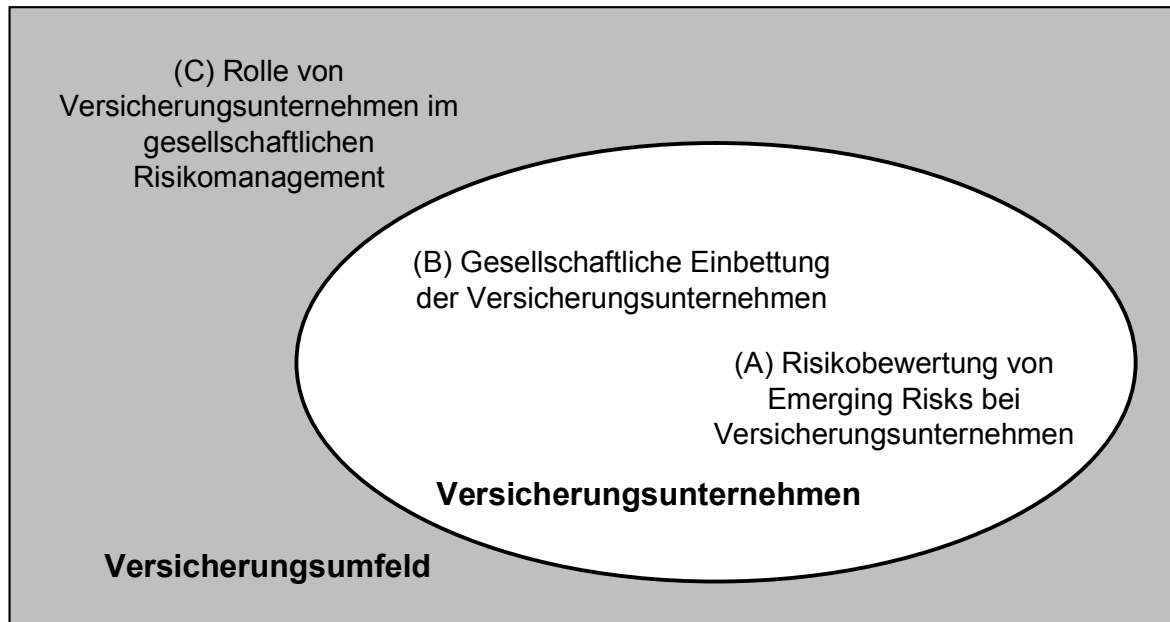 (C) Rolle von
Versicherungsunternehmen im
gesellschaftlichen
Risikomanagement
(B) Gesellschaftliche Einbettung
der Versicherungsunternehmen
(A) Risikobewertung von
Emerging Risks bei
Versicherungsunternehmen
Versicherungsunternehmen
Versicherungsumfeld